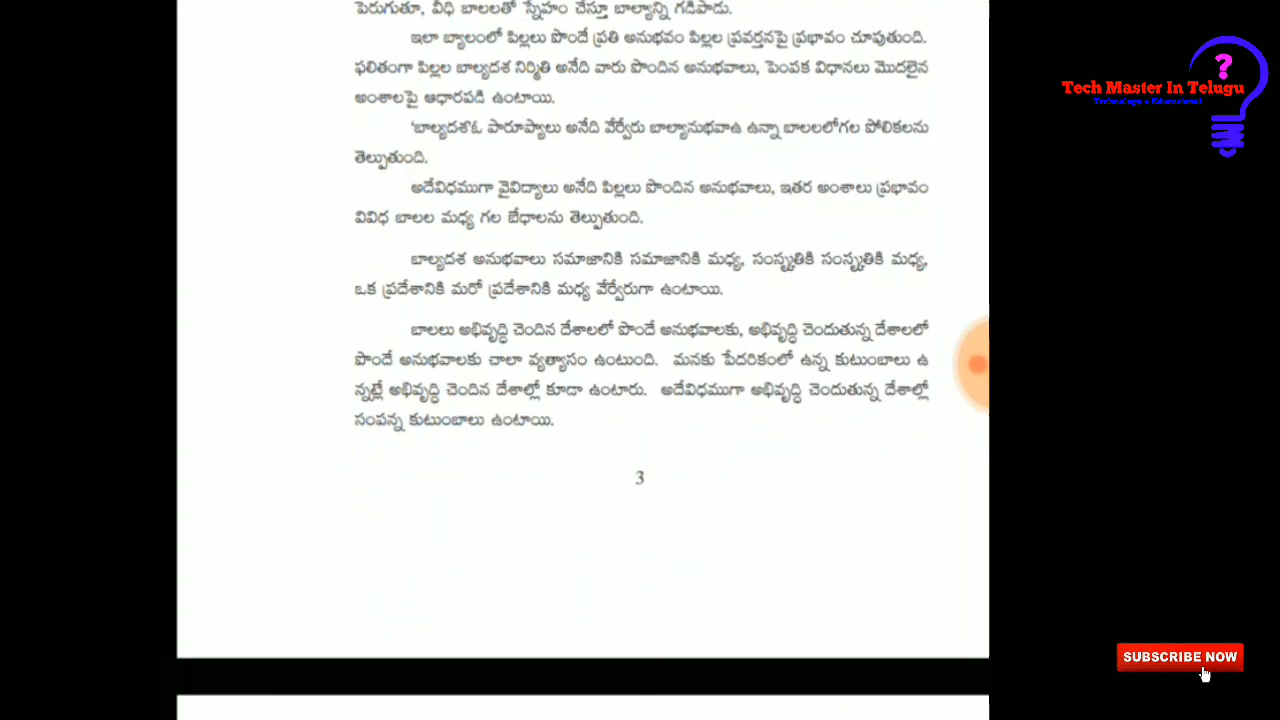 పెరుగుతూ, వీధి బాలలతో స్నేహం చేస్తూ బాల్యాన్ని గడిపాడు.
ఇలా బ్యాలంలో పిల్లలు పొందే ప్రతి అనుభవం పిల్లల ప్రవర్తనపై ప్రభావం చూపుతుంది.
ఫలితంగా పిల్లల బాల్యదశ నిర్మితి అనేది వారు పొందిన అనుభవాలు, పెంపక విధానలు మొదలైన
అంశాలపై ఆధారపడి ఉంటాయి.
'బాల్యదశ'ఓ పారూప్యాలు అనేది వేర్వేరు బాల్యానుభవాఉ ఉన్నా బాలలలోగల పోలికలను
తెల్పుతుంది.
అదేవిధముగా వైవిద్యాలు అనేది పిల్లలు పొందిన అనుభవాలు, ఇతర అంశాలు ప్రభావం
వివిధ బాలల మధ్య గల బేధాలను తెల్పుతుంది.
బాల్యదశ అనుభవాలు సమాజానికి సమాజానికి మధ్య, సంస్కృతికి సంస్కృతికి మధ్య,
ఒక ప్రదేశానికి మరో ప్రదేశానికి మధ్య వేర్వేరుగా ఉంటాయి.
బాలలు అభివృద్ధి చెందిన దేశాలలో పొందే అనుభవాలకు, అభివృద్ధి చెందుతున్న దేశాలలో
పొందే అనుభవాలకు చాలా వ్యత్యాసం ఉంటుంది. మనకు పేదరికంలో ఉన్న కుటుంబాలు ఉ
న్నట్లే అభివృద్ధి చెందిన దేశాల్లో కూడా ఉంటారు. అదేవిధముగా అభివృద్ధి చెందుతున్న దేశాల్లో
సంపన్న కుటుంబాలు ఉంటాయి.
3
?
Tech Master In Telugu
Technology & Educational
SUBSCRIBE NOW